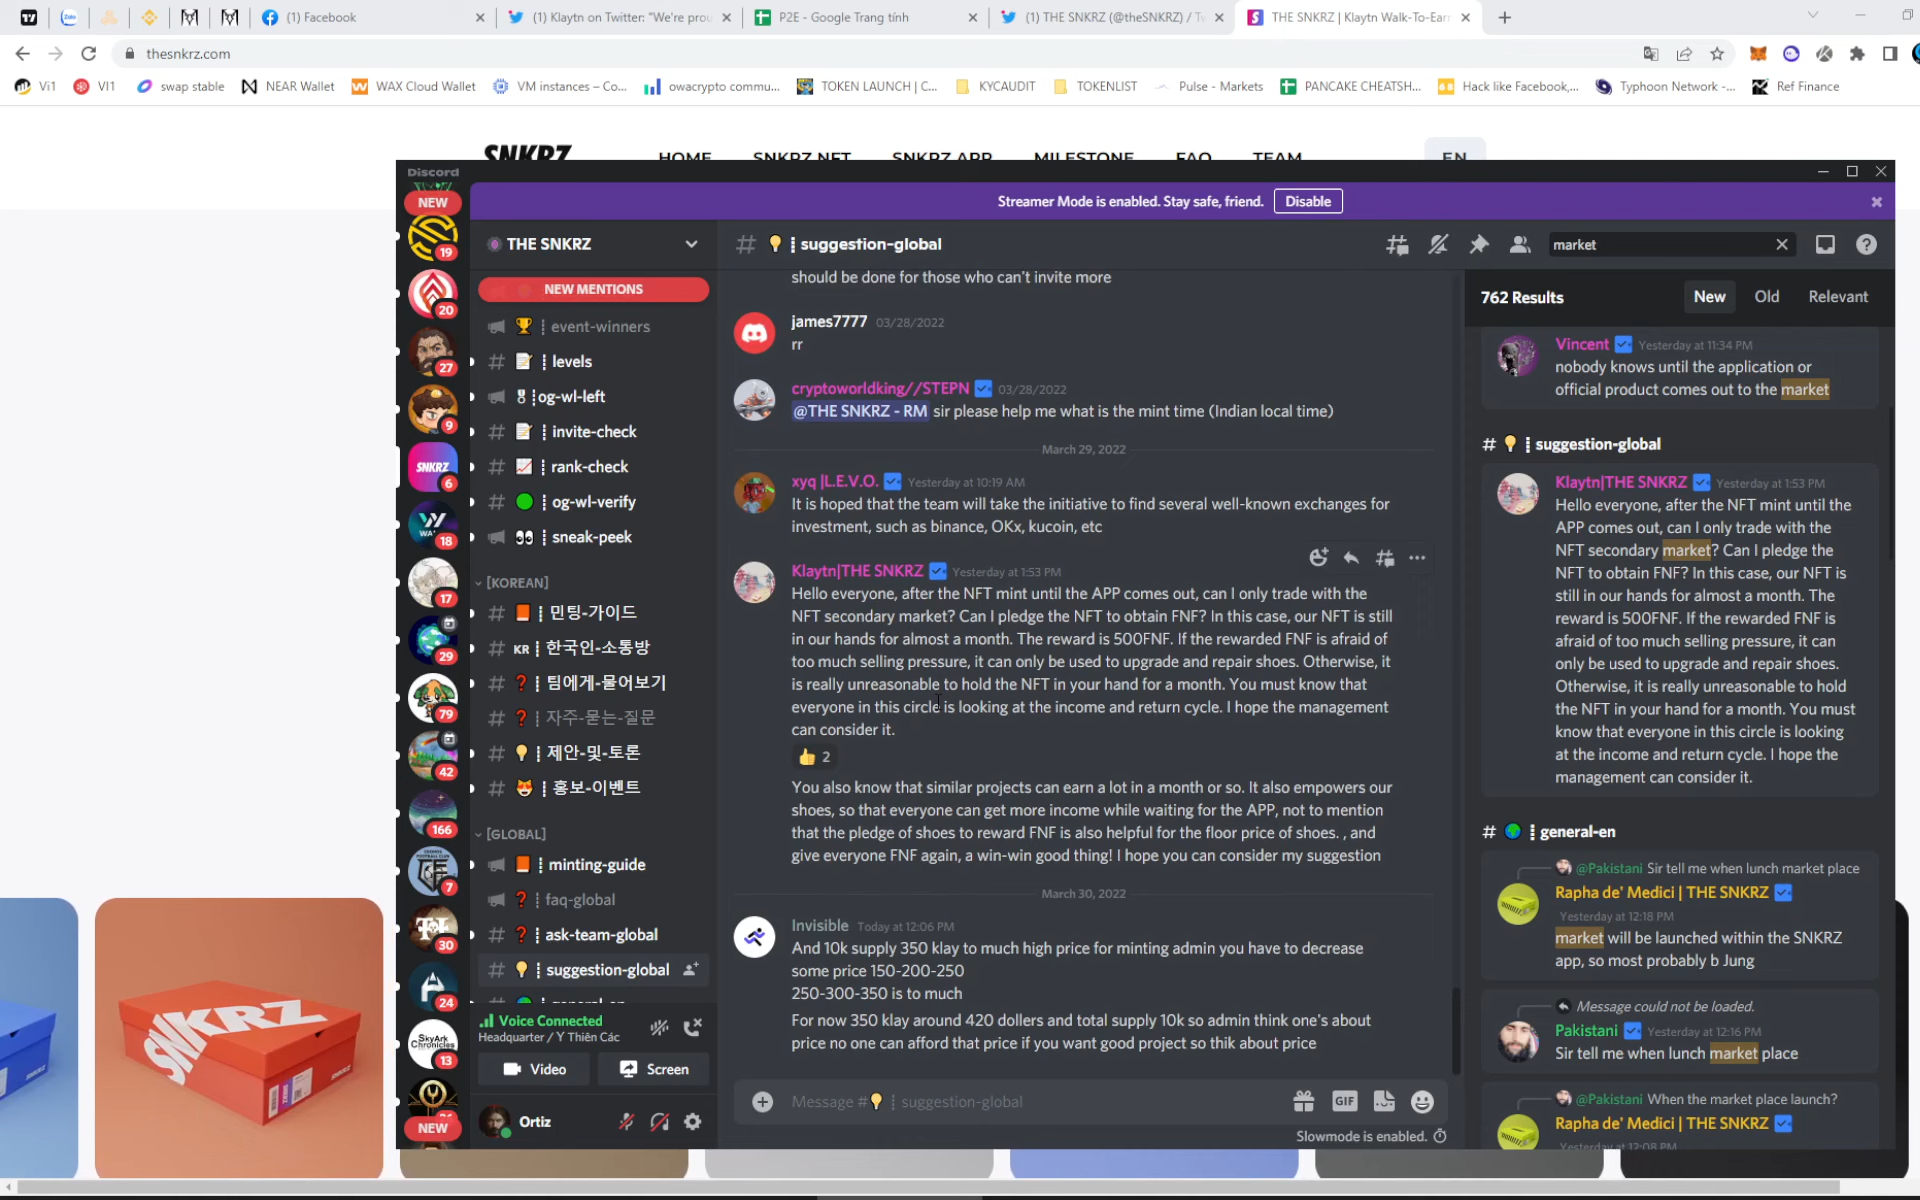 (1) Facebook
(1) Klaytn on Twitter: "We're prou
P2E - Google Trang tính
(1) THE SNKRZ (@theSNKRZ) / Tw
THE SNKRZ | Klaytn Walk-To-Earn
thesnkrz.com
Vi1
VI1
swap stable
NEAR Wallet
WAX Cloud Wallet
VM instances – Co...
owacrypto commu...
TOKEN LAUNCH | C...
KYCAUDIT
TOKENLIST
Pulse - Markets
PANCAKE CHEATSH...
Hack like Facebook,...
Typhoon Network -...
Ref Finance
SNKRZ
HOME
SNKRZ NFT
SNKRZ APP
MILESTONE
FAQ
TEAM
EN
Discord
Streamer Mode is enabled. Stay safe, friend.
Disable
NEW
19
20
27
9
SNKRZ
6
18
17
29
79
42
166
7
30
24
SkyArk
Chronicles
13
NEW
THE SNKRZ
NEW MENTIONS
event-winners
levels
og-wl-left
invite-check
rank-check
og-wl-verify
sneak-peek
[KOREAN]
민팅-가이드
KR 한국인-소통방
팀에게-물어보기
자주-묻는-질문
제안-및-토론
홍보-이벤트
[GLOBAL]
minting-guide
faq-global
ask-team-global
suggestion-global
general-en
Voice Connected
Headquarter / Y Thiên Các
Video
Screen
Ortiz
# suggestion-global
should be done for those who can't invite more
james7777 03/28/2022
rr
cryptoworldking//STEPN 03/28/2022
@THE SNKRZ - RM sir please help me what is the mint time (Indian local time)
March 29, 2022
xyq |L.E.V.O. Yesterday at 10:19 AM
It is hoped that the team will take the initiative to find several well-known exchanges for
investment, such as binance, OKx, kucoin, etc
Klaytn|THE SNKRZ Yesterday at 1:53 PM
Hello everyone, after the NFT mint until the APP comes out, can I only trade with the
NFT secondary market? Can I pledge the NFT to obtain FNF? In this case, our NFT is still
in our hands for almost a month. The reward is 500FNF. If the rewarded FNF is afraid of
too much selling pressure, it can only be used to upgrade and repair shoes. Otherwise, it
is really unreasonable to hold the NFT in your hand for a month. You must know that
everyone in this circle is looking at the income and return cycle. I hope the management
can consider it.
2
You also know that similar projects can earn a lot in a month or so. It also empowers our
shoes, so that everyone can get more income while waiting for the APP, not to mention
that the pledge of shoes to reward FNF is also helpful for the floor price of shoes. , and
give everyone FNF again, a win-win good thing! I hope you can consider my suggestion
March 30, 2022
Invisible Today at 12:06 PM
And 10k supply 350 klay to much high price for minting admin you have to decrease
some price 150-200-250
250-300-350 is to much
For now 350 klay around 420 dollers and total supply 10k so admin think one's about
price no one can afford that price if you want good project so thik about price
Message # suggestion-global
GIF
Slowmode is enabled.
market
762 Results
New
Old
Relevant
Vincent Yesterday at 11:34 PM
nobody knows until the application or
official product comes out to the market
# suggestion-global
Klaytn|THE SNKRZ Yesterday at 1:53 PM
Hello everyone, after the NFT mint until the
APP comes out, can I only trade with the
NFT secondary market? Can I pledge the
NFT to obtain FNF? In this case, our NFT is
still in our hands for almost a month. The
reward is 500FNF. If the rewarded FNF is
afraid of too much selling pressure, it can
only be used to upgrade and repair shoes.
Otherwise, it is really unreasonable to hold
the NFT in your hand for a month. You must
know that everyone in this circle is looking
at the income and return cycle. I hope the
management can consider it.
# general-en
@Pakistani Sir tell me when lunch market place
Rapha de' Medici | THE SNKRZ
Yesterday at 12:18 PM
market will be launched within the SNKRZ
app, so most probably b Jung
Message could not be loaded.
Pakistani Yesterday at 12:16 PM
Sir tell me when lunch market place
@Pakistani When the market place launch?
Rapha de' Medici | THE SNKRZ
Yesterday at 12:08 PM
SNKRZ